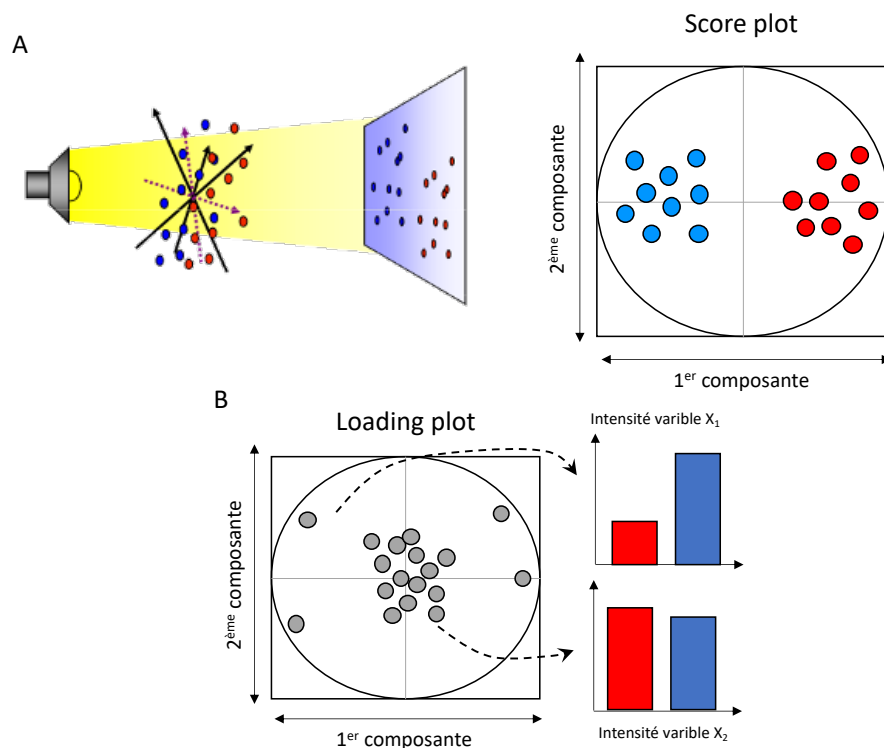 A
Score plot
2ème composante
1er composante
B
Loading plot
2ème composante
1er composante
Intensité varible X1
Intensité varible X2